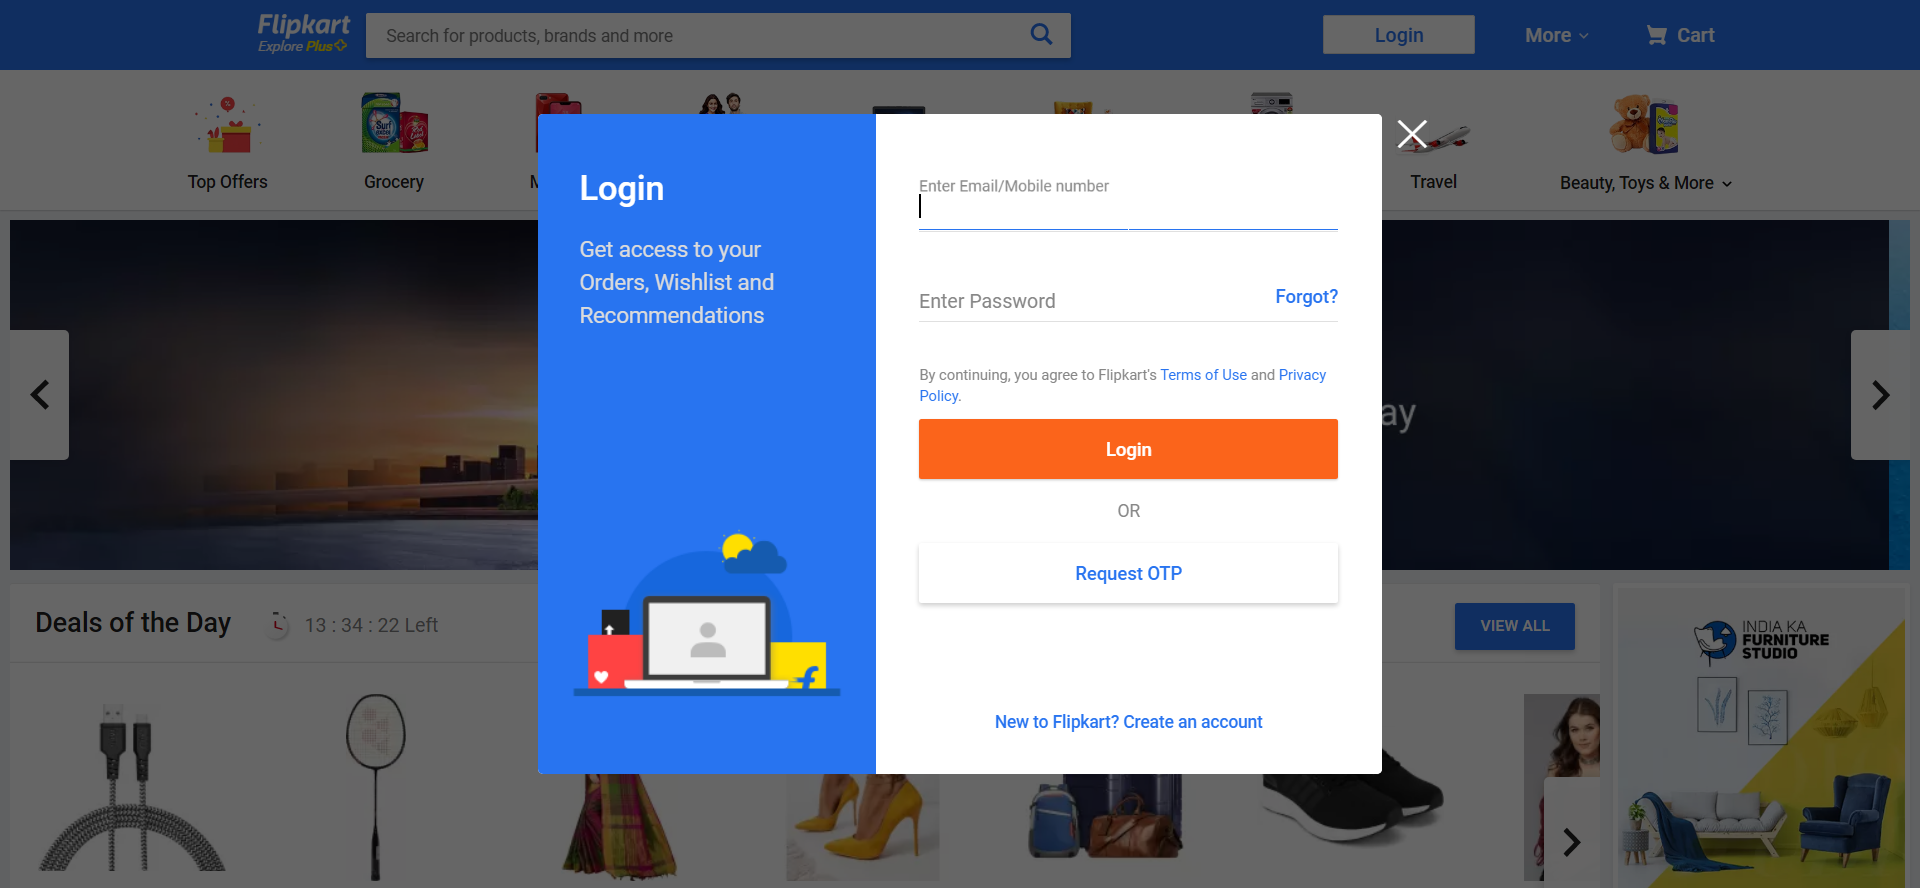 Flipkart
Explore Plus
Search for products, brands and more
Login
More
Cart
Top Offers
Grocery
M
Travel
Beauty, Toys & More
Login
Get access to your
Orders, Wishlist and
Recommendations
Enter Email/Mobile number
Enter Password
Forgot?
By continuing, you agree to Flipkart's Terms of Use and Privacy
Policy.
Login
OR
Request OTP
New to Flipkart? Create an account
ay
Deals of the Day
13 : 34 : 22 Left
VIEW ALL
INDIA KA
FURNITURE
STUDIO